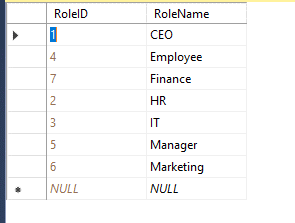 RoleID RoleName
1 CEO
4 Employee
7 Finance
2 HR
3 IT
5 Manager
6 Marketing
NULL NULL